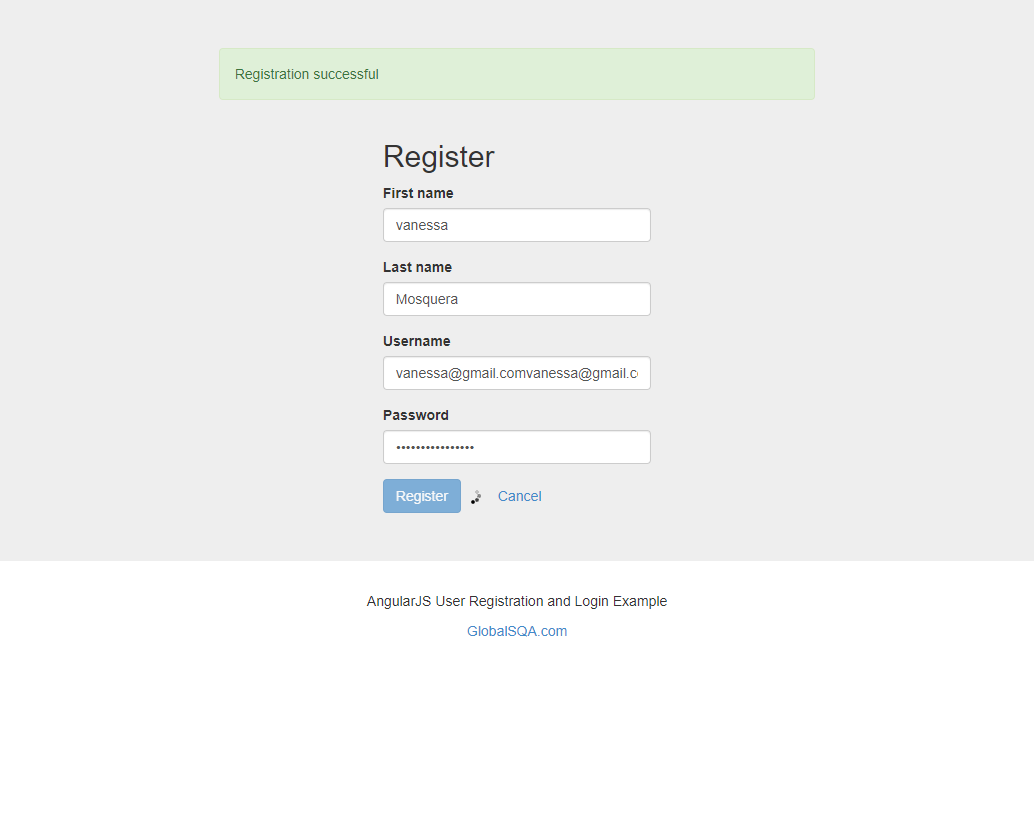 Registration successful
Register
First name
vanessa
Last name
Mosquera
Username
vanessa@gmail.comvanessa@gmail.c
Password
••••••••••••••••
Register Cancel
AngularJS User Registration and Login Example
GlobalSQA.com